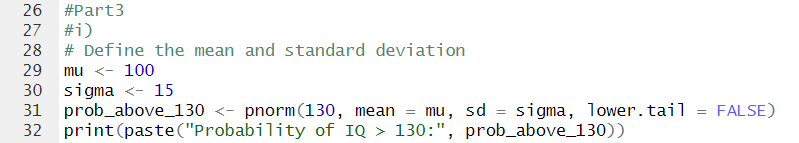 26 #Part3
27 #i)
28 # Define the mean and standard deviation
29 mu <- 100
30 sigma <- 15
31 prob_above_130 <- pnorm(130, mean = mu, sd = sigma, lower.tail = FALSE)
32 print(paste("Probability of IQ > 130:", prob_above_130))